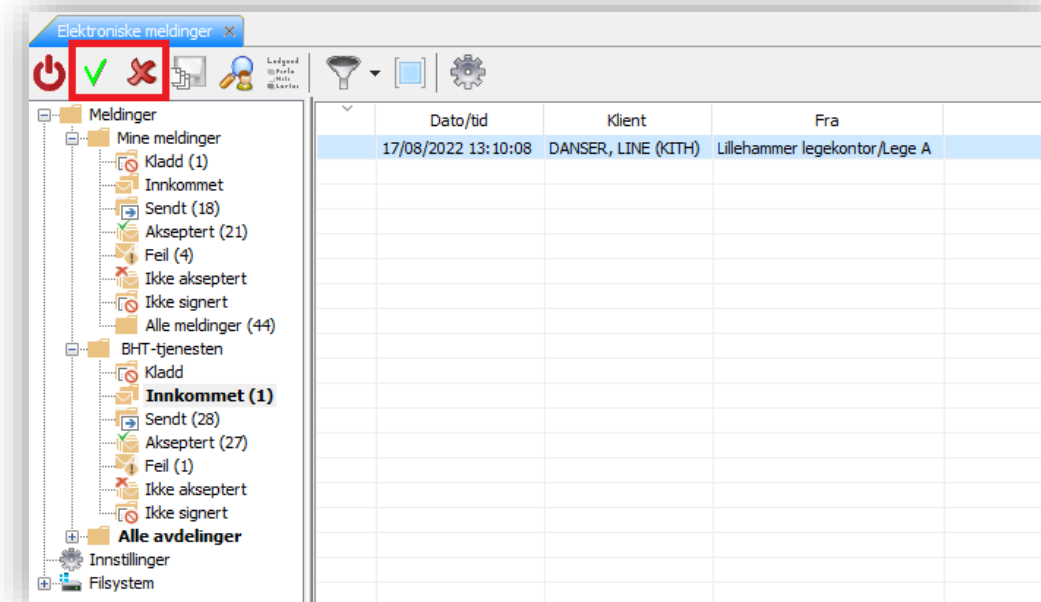 Elektroniske meldinger
Meldinger
Mine meldinger
Kladd (1)
Innkommet
Sendt (18)
Akseptert (21)
Feil (4)
Ikke akseptert
Ikke signert
Alle meldinger (44)
BHT-tjenesten
Kladd
Innkommet (1)
Sendt (28)
Akseptert (27)
Feil (1)
Ikke akseptert
Ikke signert
Alle avdelinger
Innstillinger
Filsystem
Dato/tid Klient Fra
17/08/2022 13:10:08 DANSER, LINE (KITH) Lillehammer legekontor/Lege A